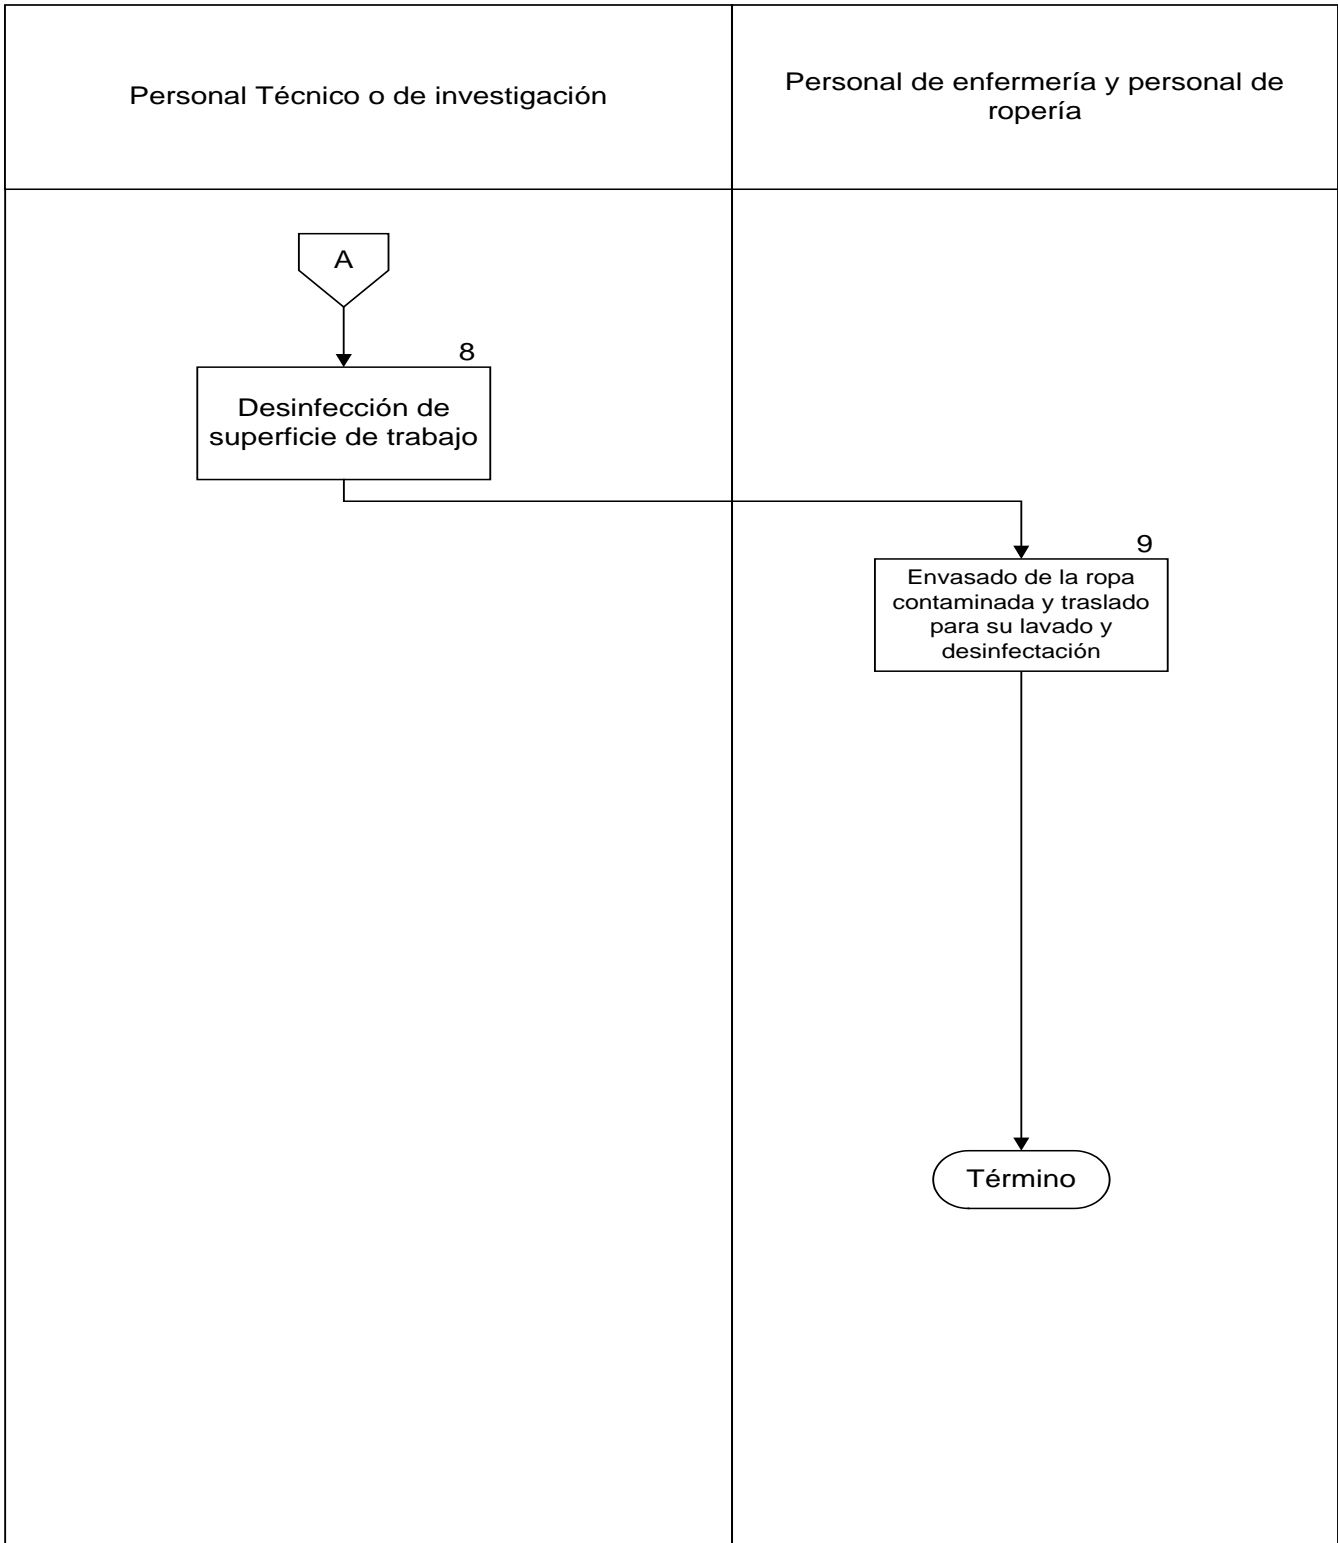 Personal Técnico o de investigación
Personal de enfermería y personal de
ropería
A
8
Desinfección de
superficie de trabajo
9
Envasado de la ropa
contaminada y traslado
para su lavado y
desinfectación
Término